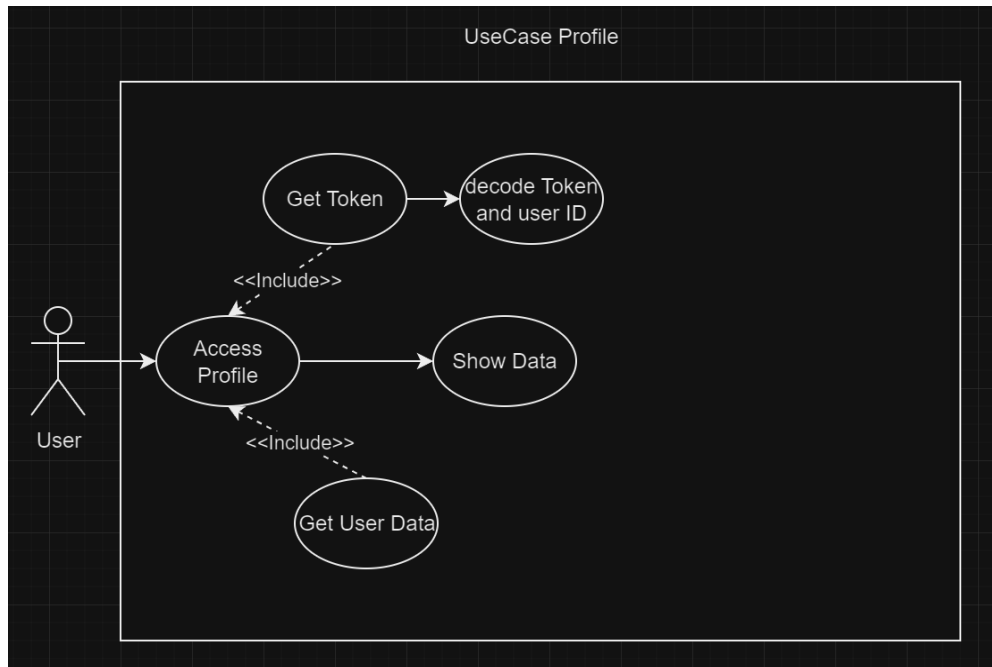 UseCase Profile
Get Token
decode Token
and user ID
<<Include>>
Access
Profile
Show Data
User
<<Include>>
Get User Data